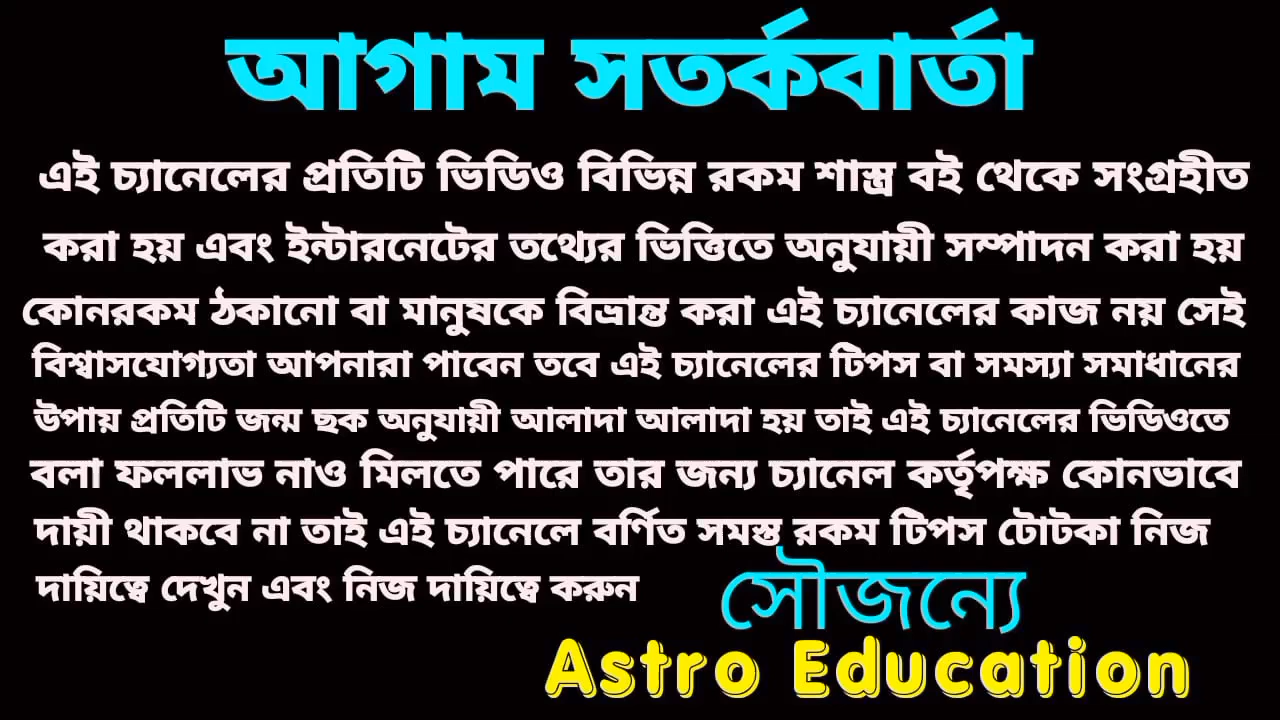 আগাম সতর্কবার্তা
এই চ্যানেলের প্রতিটি ভিডিও বিভিন্ন রকম শাস্ত্র বই থেকে সংগ্রহীত
করা হয় এবং ইন্টারনেটের তথ্যের ভিত্তিতে অনুযায়ী সম্পাদন করা হয়
কোনরকম ঠকানো বা মানুষকে বিভ্রান্ত করা এই চ্যানেলের কাজ নয় সেই
বিশ্বাসযোগ্যতা আপনারা পাবেন তবে এই চ্যানেলের টিপস বা সমস্যা সমাধানের
উপায় প্রতিটি জন্ম ছক অনুযায়ী আলাদা আলাদা হয় তাই এই চ্যানেলের ভিডিওতে
বলা ফললাভ নাও মিলতে পারে তার জন্য চ্যানেল কর্তৃপক্ষ কোনভাবে
দায়ী থাকবে না তাই এই চ্যানেলে বর্ণিত সমস্ত রকম টিপস টোটকা নিজ
দায়িত্বে দেখুন এবং নিজ দায়িত্বে করুন
সৌজন্যে
Astro Education